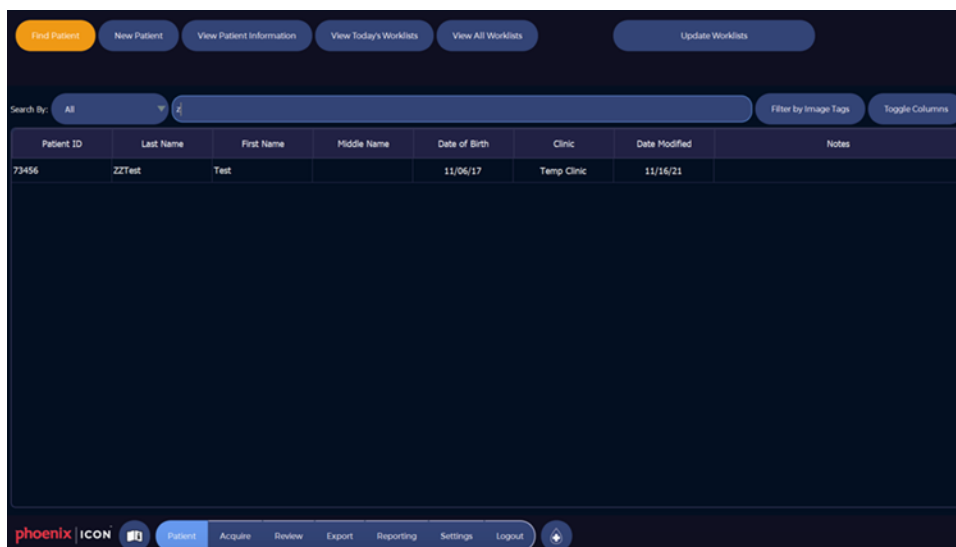 Find Patient New Patient View Patient Information View Today's Worklists View All Worklists Update Worklists
Search By: All z Filter by Image Tags Toggle Columns
Patient ID Last Name First Name Middle Name Date of Birth Clinic Date Modified Notes
73456 ZZTest Test 11/06/17 Temp Clinic 11/16/21
phoenix | ICON Patient Acquire Review Export Reporting Settings Logout